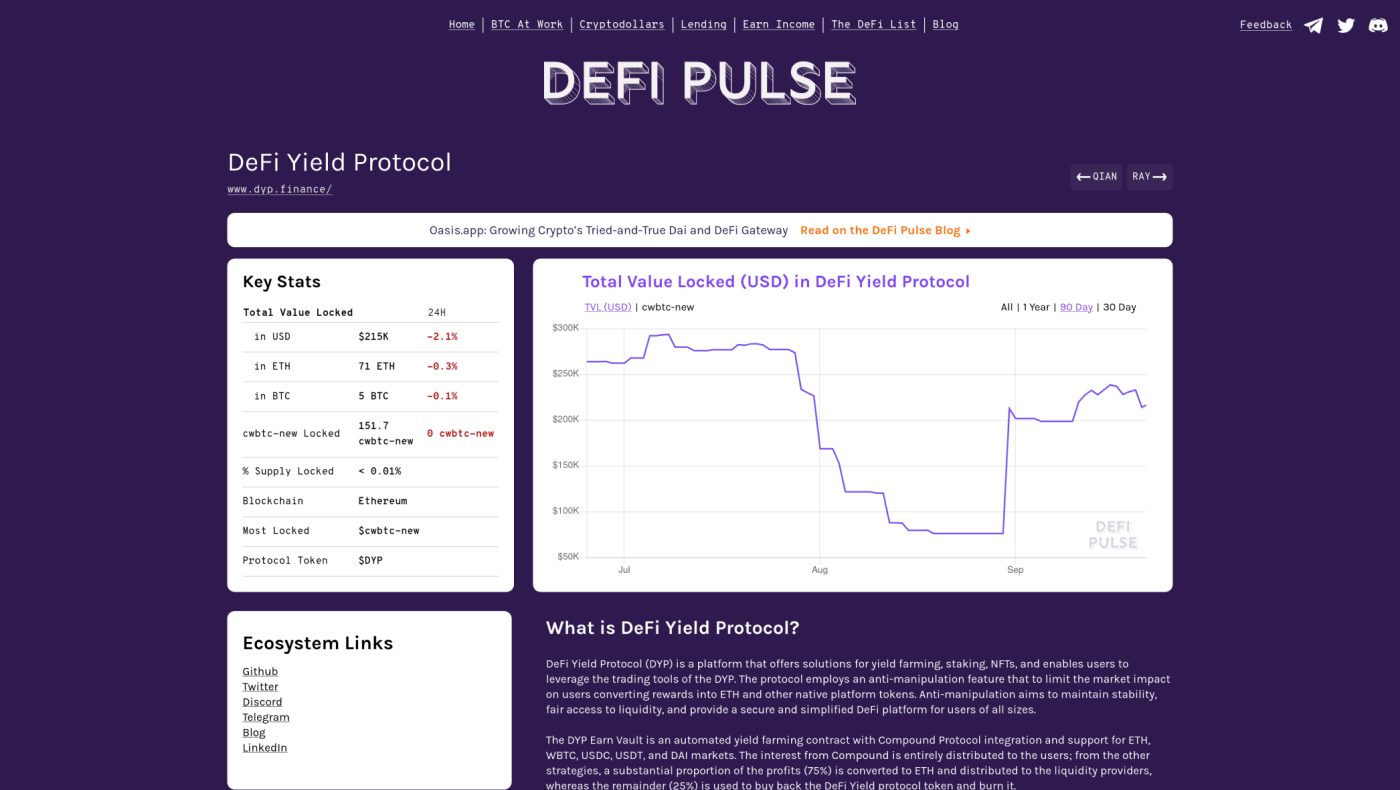 Home | BTC At Work | Cryptodollars | Lending | Earn Income | The DeFi List | Blog
Feedback
DEFI PULSE
DeFi Yield Protocol
www.dyp.finance/
QIAN
RAY
Oasis.app: Growing Crypto’s Tried-and-True Dai and DeFi Gateway Read on the DeFi Pulse Blog
Key Stats
Total Value Locked 24H
in USD $215K -2.1%
in ETH 71 ETH -0.3%
in BTC 5 BTC -0.1%
cwbtc-new Locked 151.7 cwbtc-new 0 cwbtc-new
% Supply Locked < 0.01%
Blockchain Ethereum
Most Locked $cwbtc-new
Protocol Token $DYP
Total Value Locked (USD) in DeFi Yield Protocol
TVL (USD) | cwbtc-new
All | 1 Year | 90 Day | 30 Day
$300K
$250K
$200K
$150K
$100K
$50K
Jul Aug Sep
DEFI
PULSE
Ecosystem Links
Github
Twitter
Discord
Telegram
Blog
LinkedIn
What is DeFi Yield Protocol?
DeFi Yield Protocol (DYP) is a platform that offers solutions for yield farming, staking, NFTs, and enables users to
leverage the trading tools of the DYP. The protocol employs an anti-manipulation feature that to limit the market impact
on users converting rewards into ETH and other native platform tokens. Anti-manipulation aims to maintain stability,
fair access to liquidity, and provide a secure and simplified DeFi platform for users of all sizes.
The DYP Earn Vault is an automated yield farming contract with Compound Protocol integration and support for ETH,
WBTC, USDC, USDT, and DAI markets. The interest from Compound is entirely distributed to the users; from the other
strategies, a substantial proportion of the profits (75%) is converted to ETH and distributed to the liquidity providers,
whereas the remainder (25%) is used to buy back the DeFi Yield protocol token and burn it.